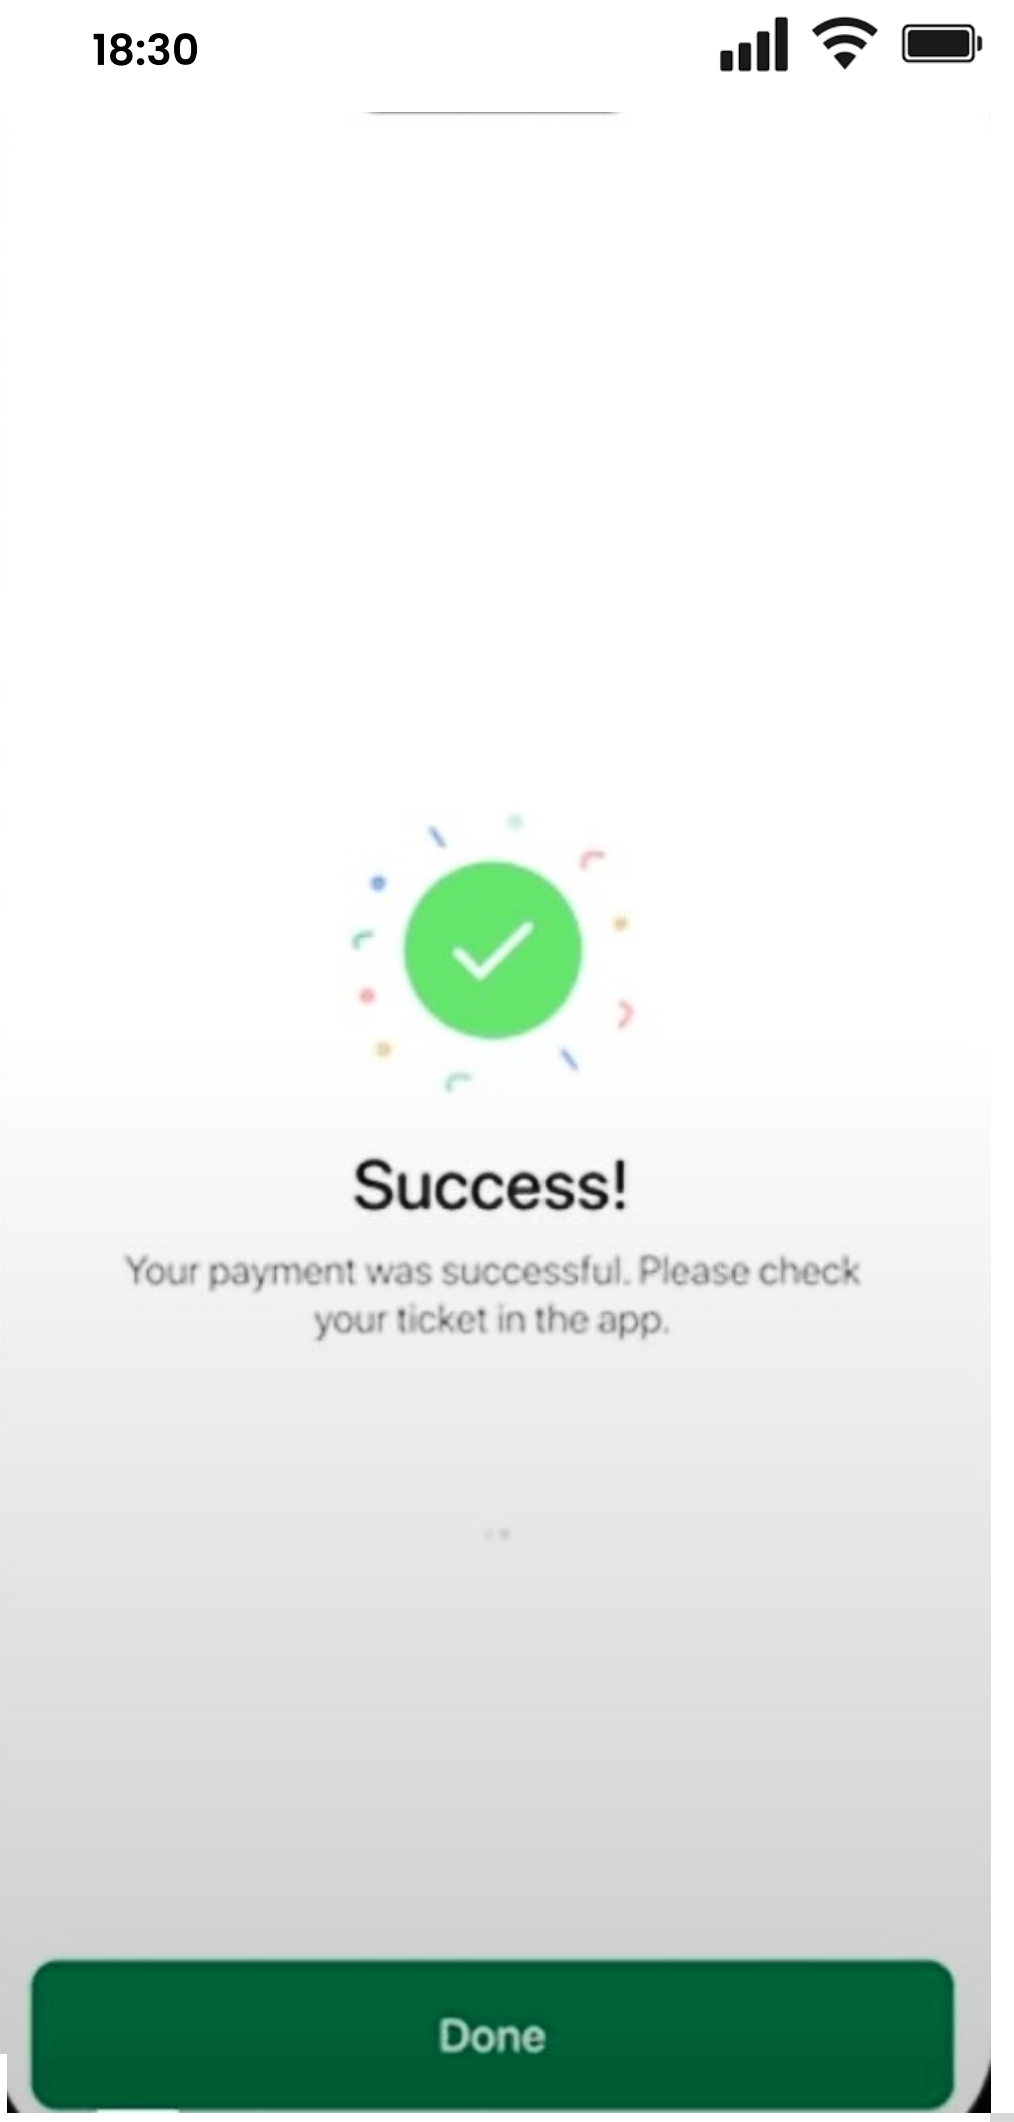 18:30
Success!
Your payment was successful. Please check
your ticket in the app.
Done